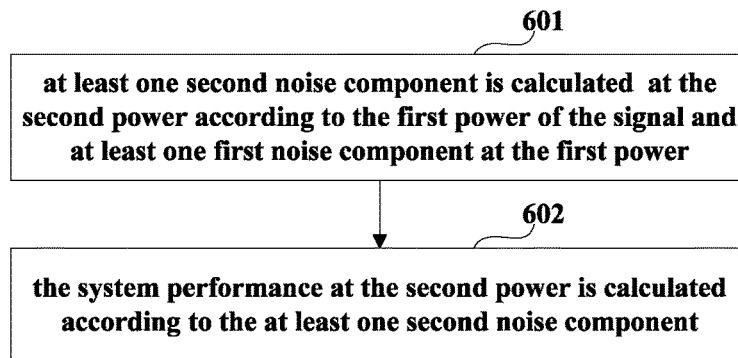 601
at least one second noise component is calculated at the
second power according to the first power of the signal and
at least one first noise component at the first power
602
the system performance at the second power is calculated
according to the at least one second noise component